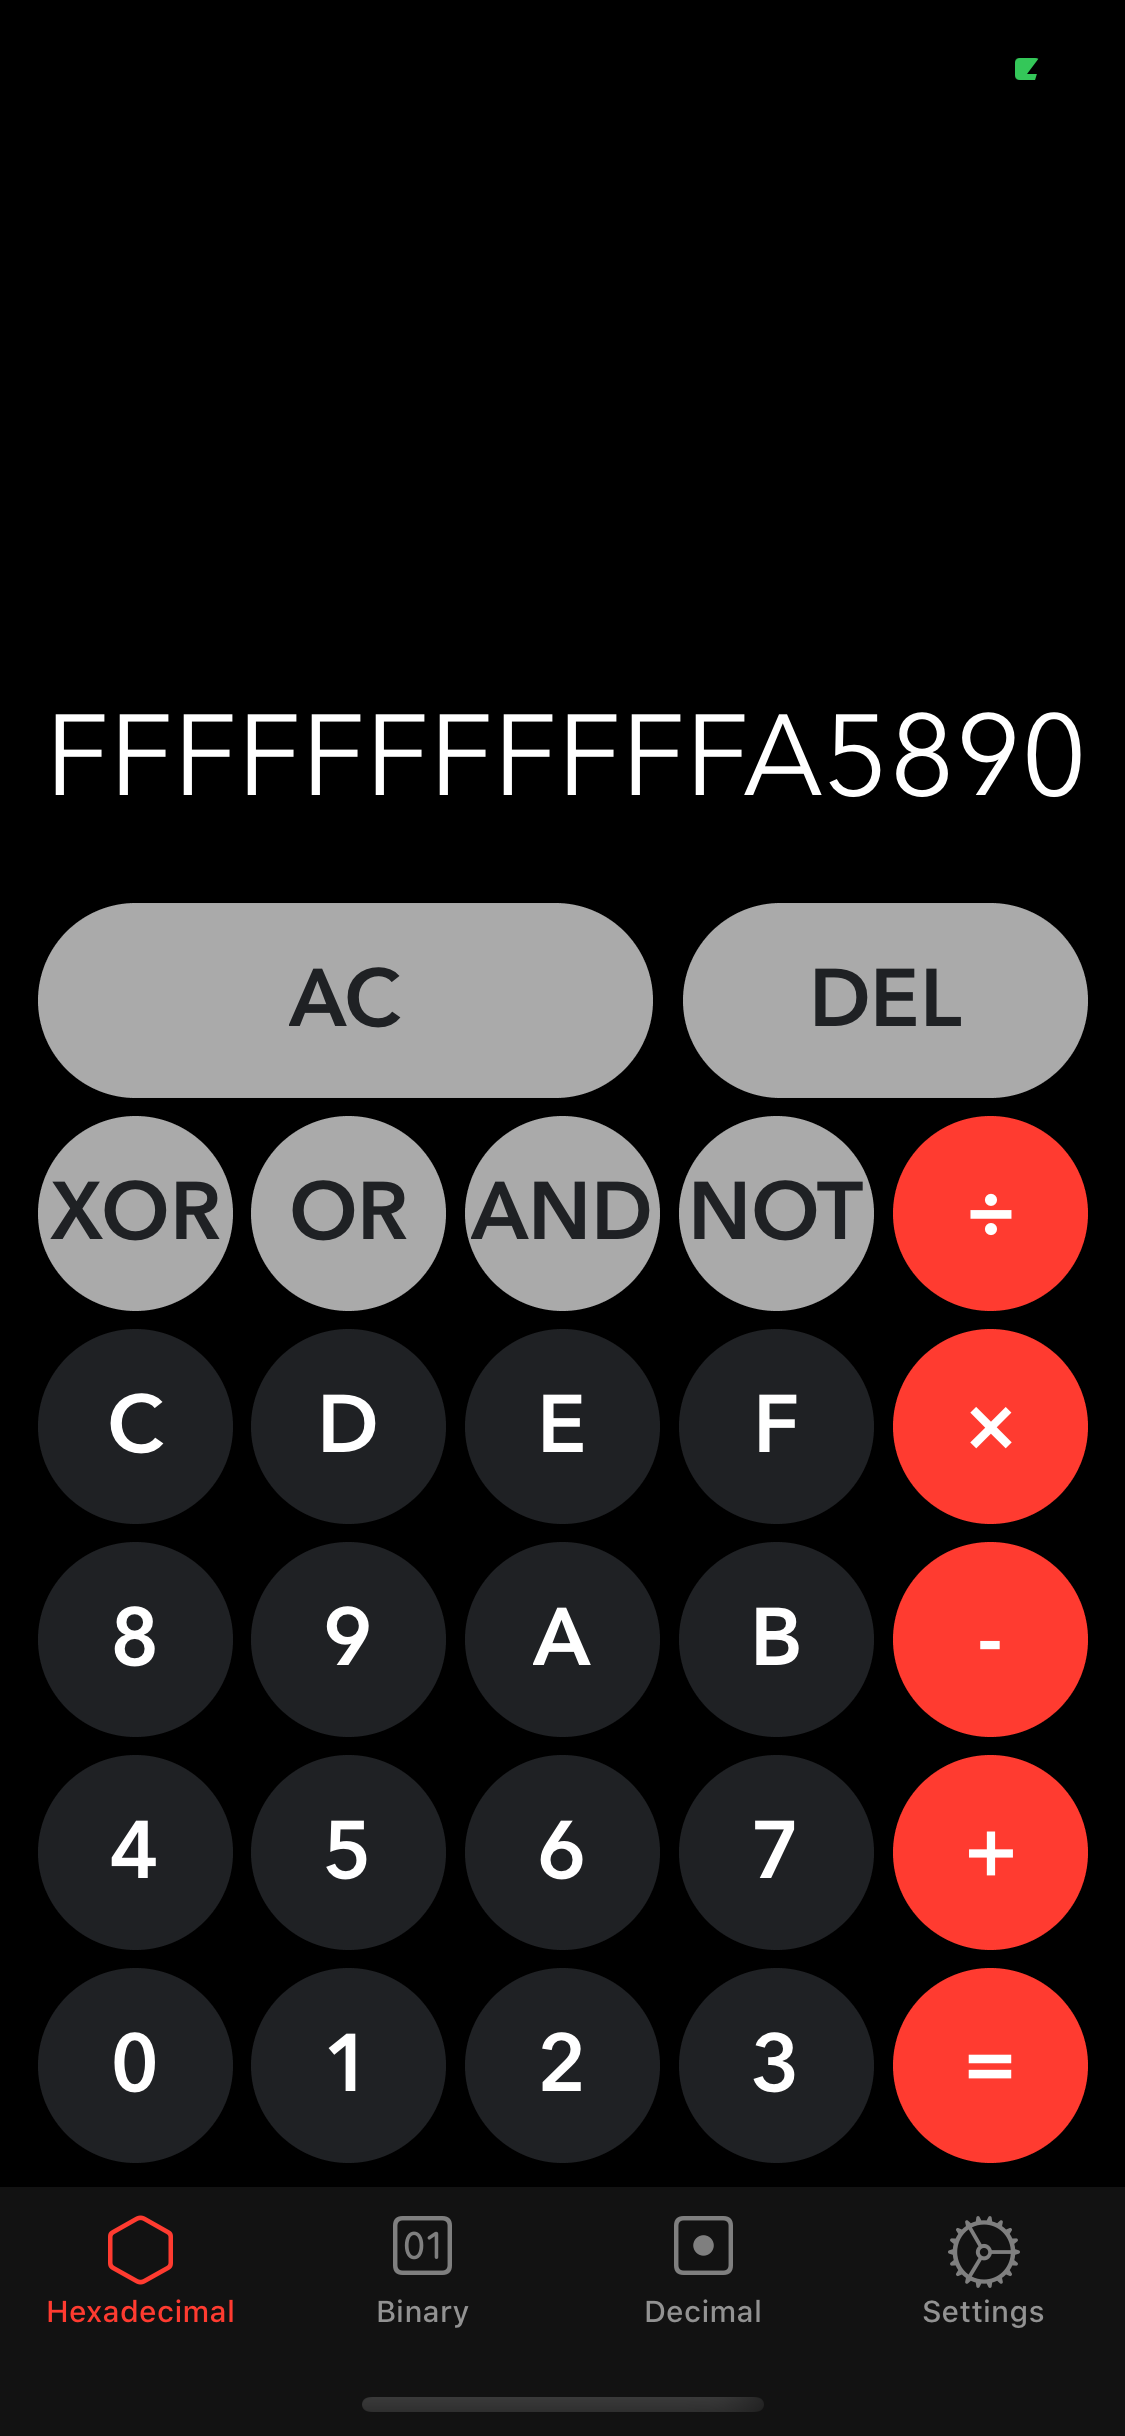 FFFFFFFFFFFA5890
AC DEL
XOR OR AND NOT ÷
C D E F ×
8 9 A B -
4 5 6 7 +
0 1 2 3 =
01
Hexadecimal Binary Decimal Settings